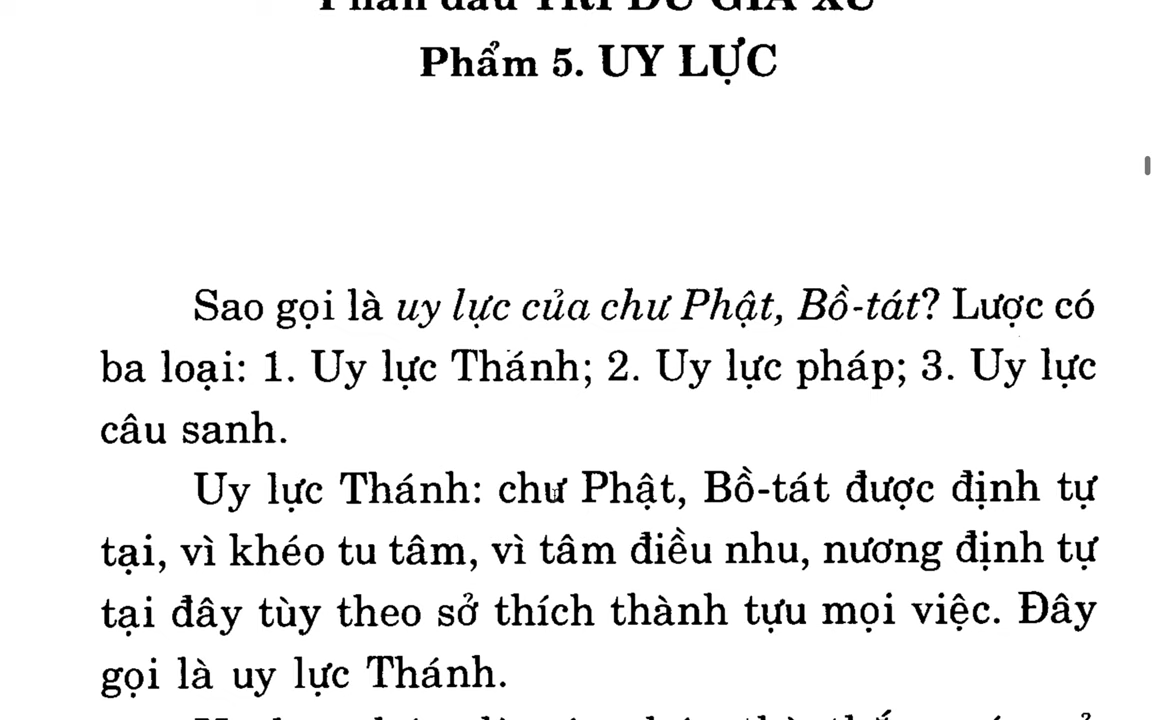 Phẩm 5. UY LỰC
Sao gọi là uy lực của chư Phật, Bồ-tát? Lược có
ba loại: 1. Uy lực Thánh; 2. Uy lực pháp; 3. Uy lực
câu sanh.
Uy lực Thánh: chư Phật, Bồ-tát được định tự
tại, vì khéo tu tâm, vì tâm điều nhu, nương định tự
tại đây tùy theo sở thích thành tựu mọi việc. Đây
gọi là uy lực Thánh.